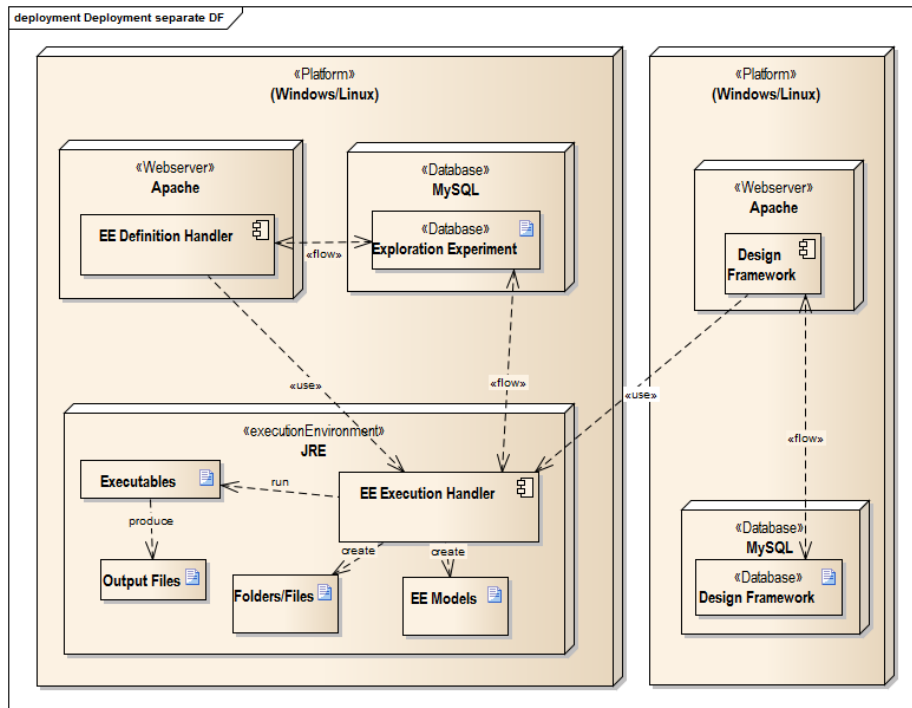 deployment Deployment separate DF
«Platform»
(Windows/Linux)
«Webserver»
Apache
EE Definition Handler
«flow»
«Database»
MySQL
«Database»
Exploration Experiment
«use»
«flow»
«executionEnvironment»
JRE
Executables
run
EE Execution Handler
produce
create
create
Output Files
Folders/Files
EE Models
«Platform»
(Windows/Linux)
«Webserver»
Apache
Design
Framework
«use»
«flow»
«Database»
MySQL
«Database»
Design Framework